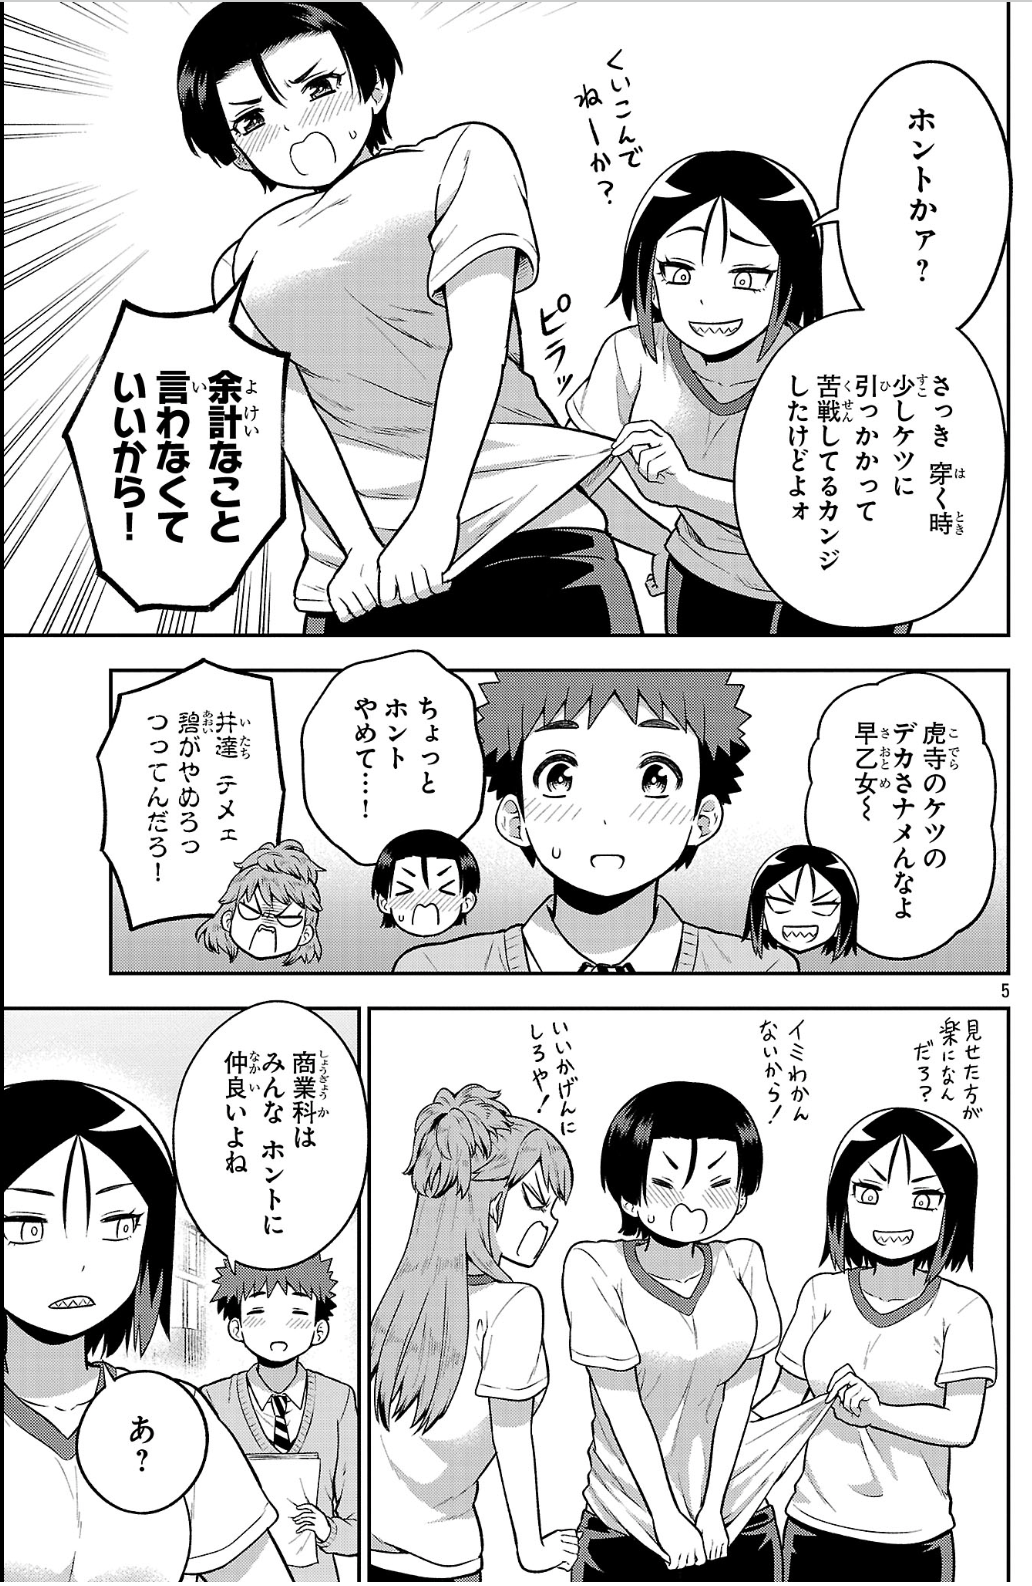 ホントかァ？
さっき 穿く時
少しケツに
引っかかって
苦戦してるカンジ
したけどよォ
くいこんで
ねーか？
ピラッ
余計なこと
言わなくて
いいから！
虎寺のケツの
デカさナメんなよ
早乙女〜
ちょっと
ホント
やめて…！
井達 テメェ
碧がやめろっ
つってんだろ！
5
見せた方が
楽になん
だろ？
イミわかん
ないから！
いいかげんに
しろや！
商業科は
みんな ホントに
仲良いよね
あ？